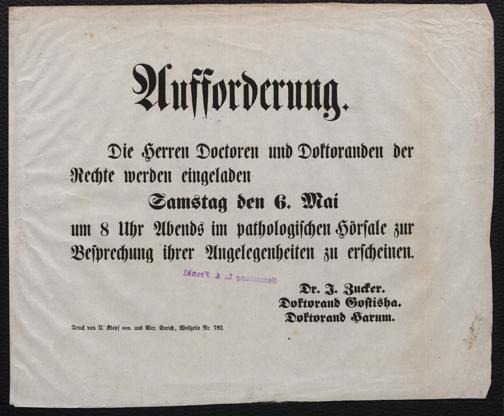 Aufforderung.
Die Herren Doctoren und Doktoranden der
Rechte werden eingeladen
Samstag den 6. Mai
um 8 Uhr Abends im pathologischen Hörsale zur
Besprechung ihrer Angelegenheiten zu erscheinen.
Sammlung L. A. Frankl
Dr. J. Zucker.
Doktorand Gostisha.
Doktorand Harum.
Druck von U. Klopf sen. und Alex. Eurich, Wollzeile Nr. 782.